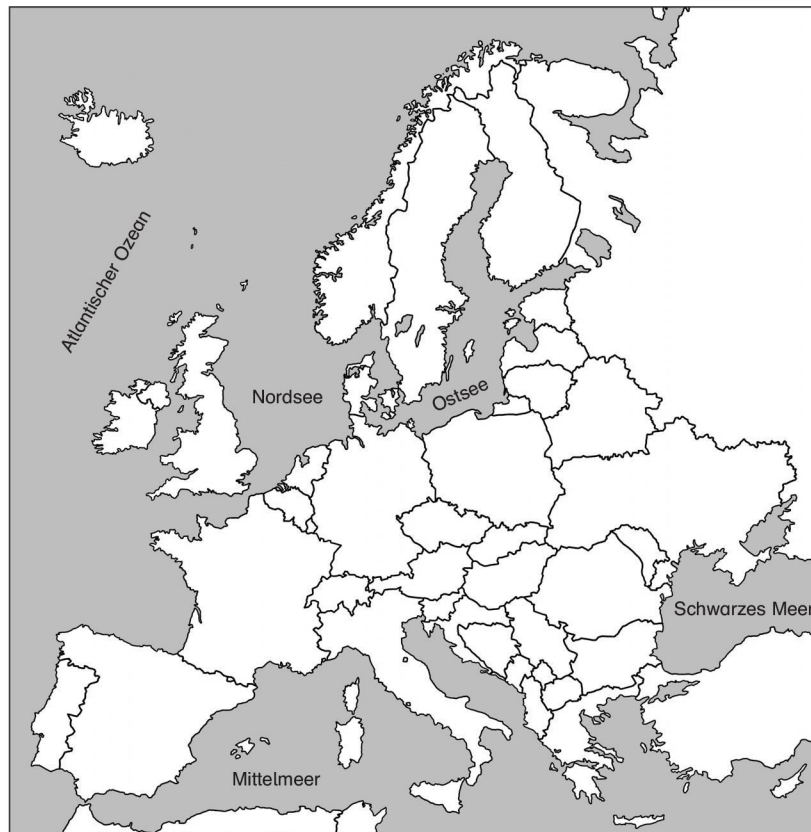 Atlantischer Ozean
Nordsee
Ostsee
Schwarzes Meer
Mittelmeer